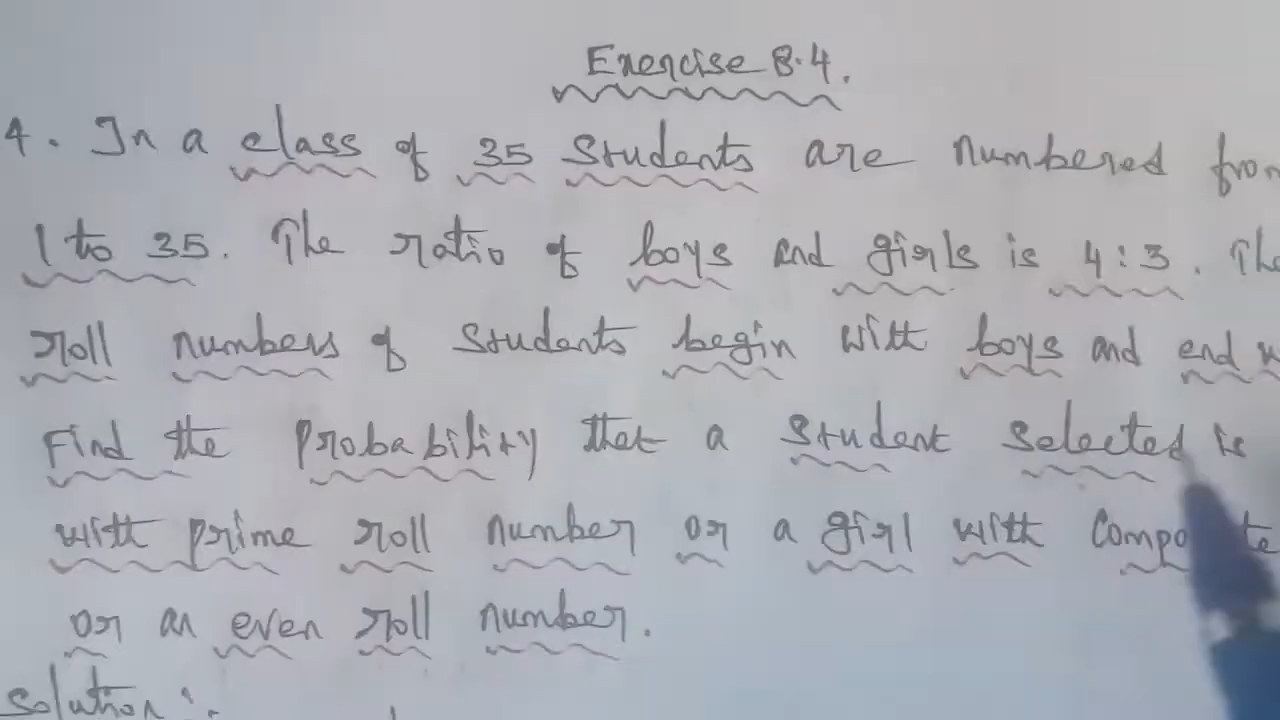 Exercise 8.4.
4. In a class of 35 students are numbered from
1 to 35. The ratio of boys and girls is 4:3. The
roll numbers of students begin with boys and end
Find the probability that a student selected is
with prime roll number or a girl with composite
or an even roll number.
Solution: